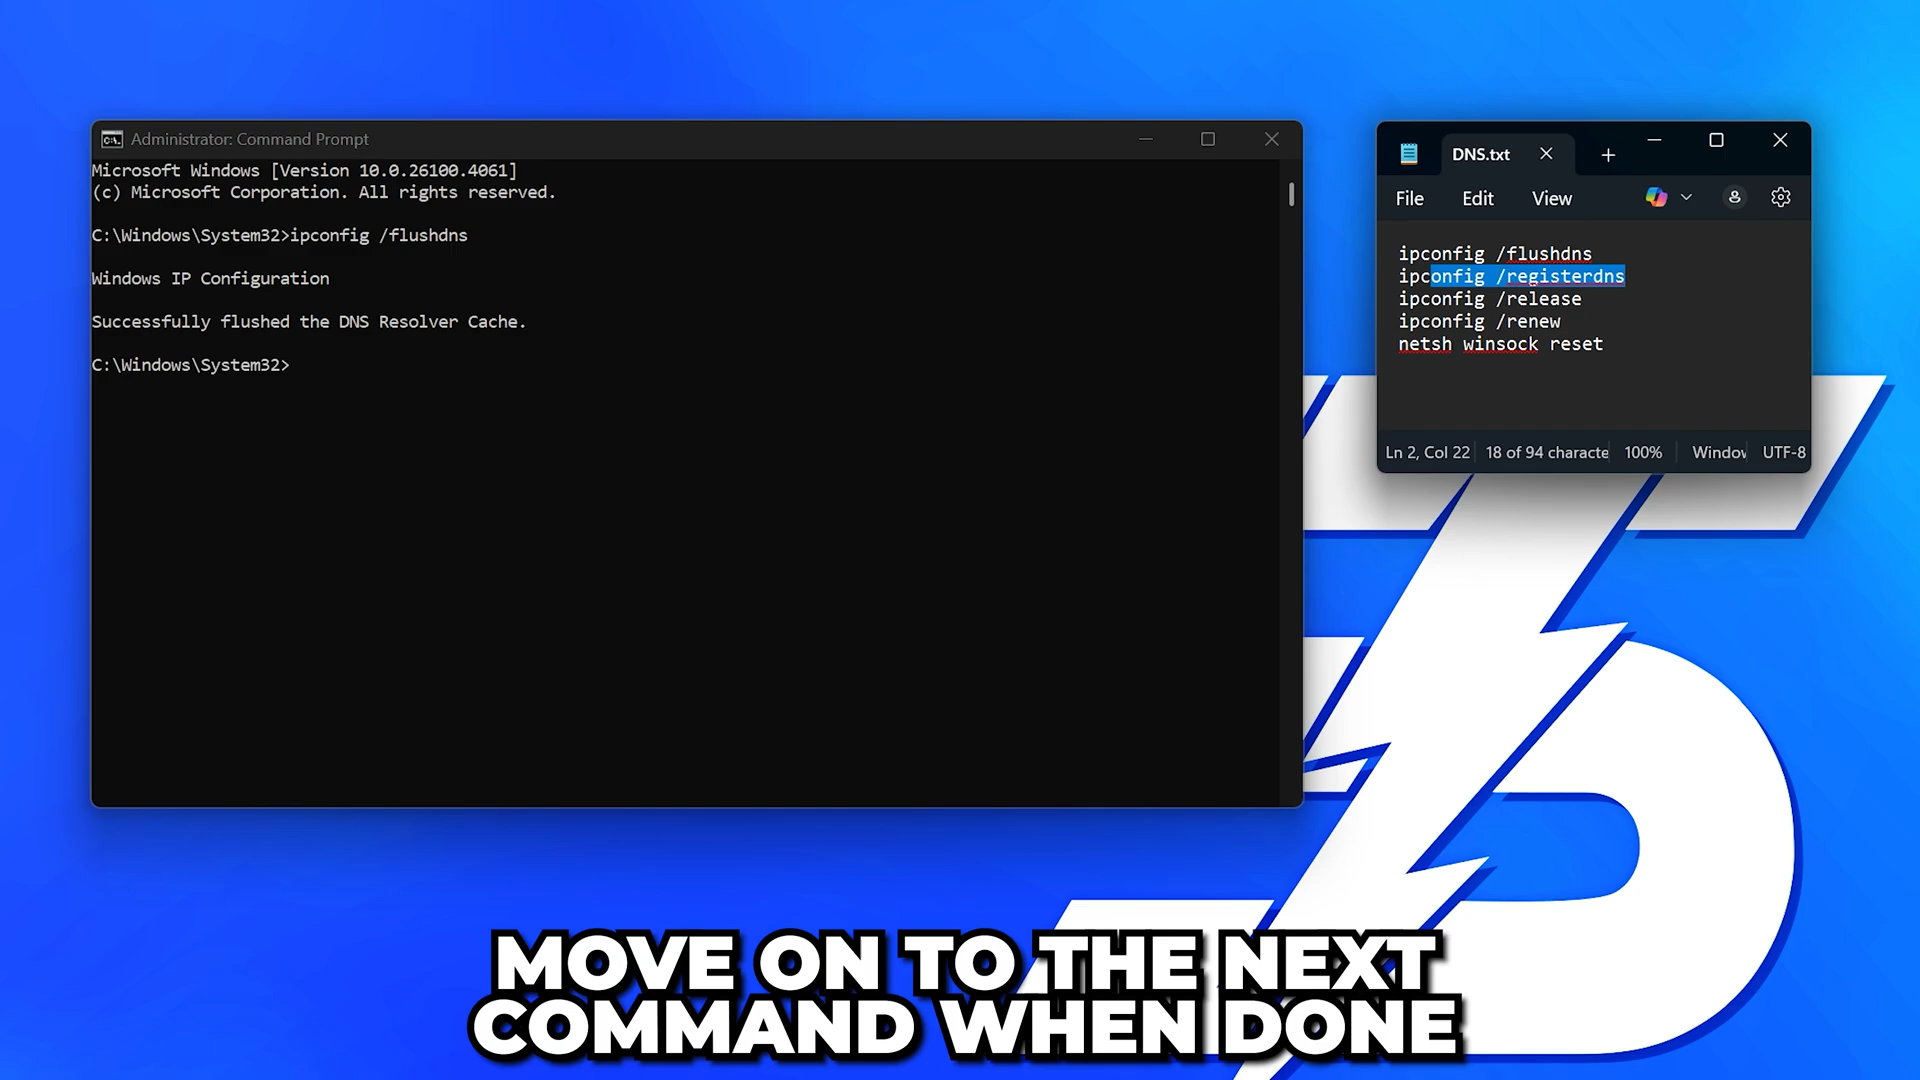 Administrator: Command Prompt
Microsoft Windows [Version 10.0.26100.4061]
(c) Microsoft Corporation. All rights reserved.
C:\Windows\System32>ipconfig /flushdns
Windows IP Configuration
Successfully flushed the DNS Resolver Cache.
C:\Windows\System32>
DNS.txt
File Edit View
ipconfig /flushdns
ipconfig /registerdns
ipconfig /release
ipconfig /renew
netsh winsock reset
Ln 2, Col 22 18 of 94 characte 100% Window UTF-8
MOVE ON TO THE NEXT
COMMAND WHEN DONE